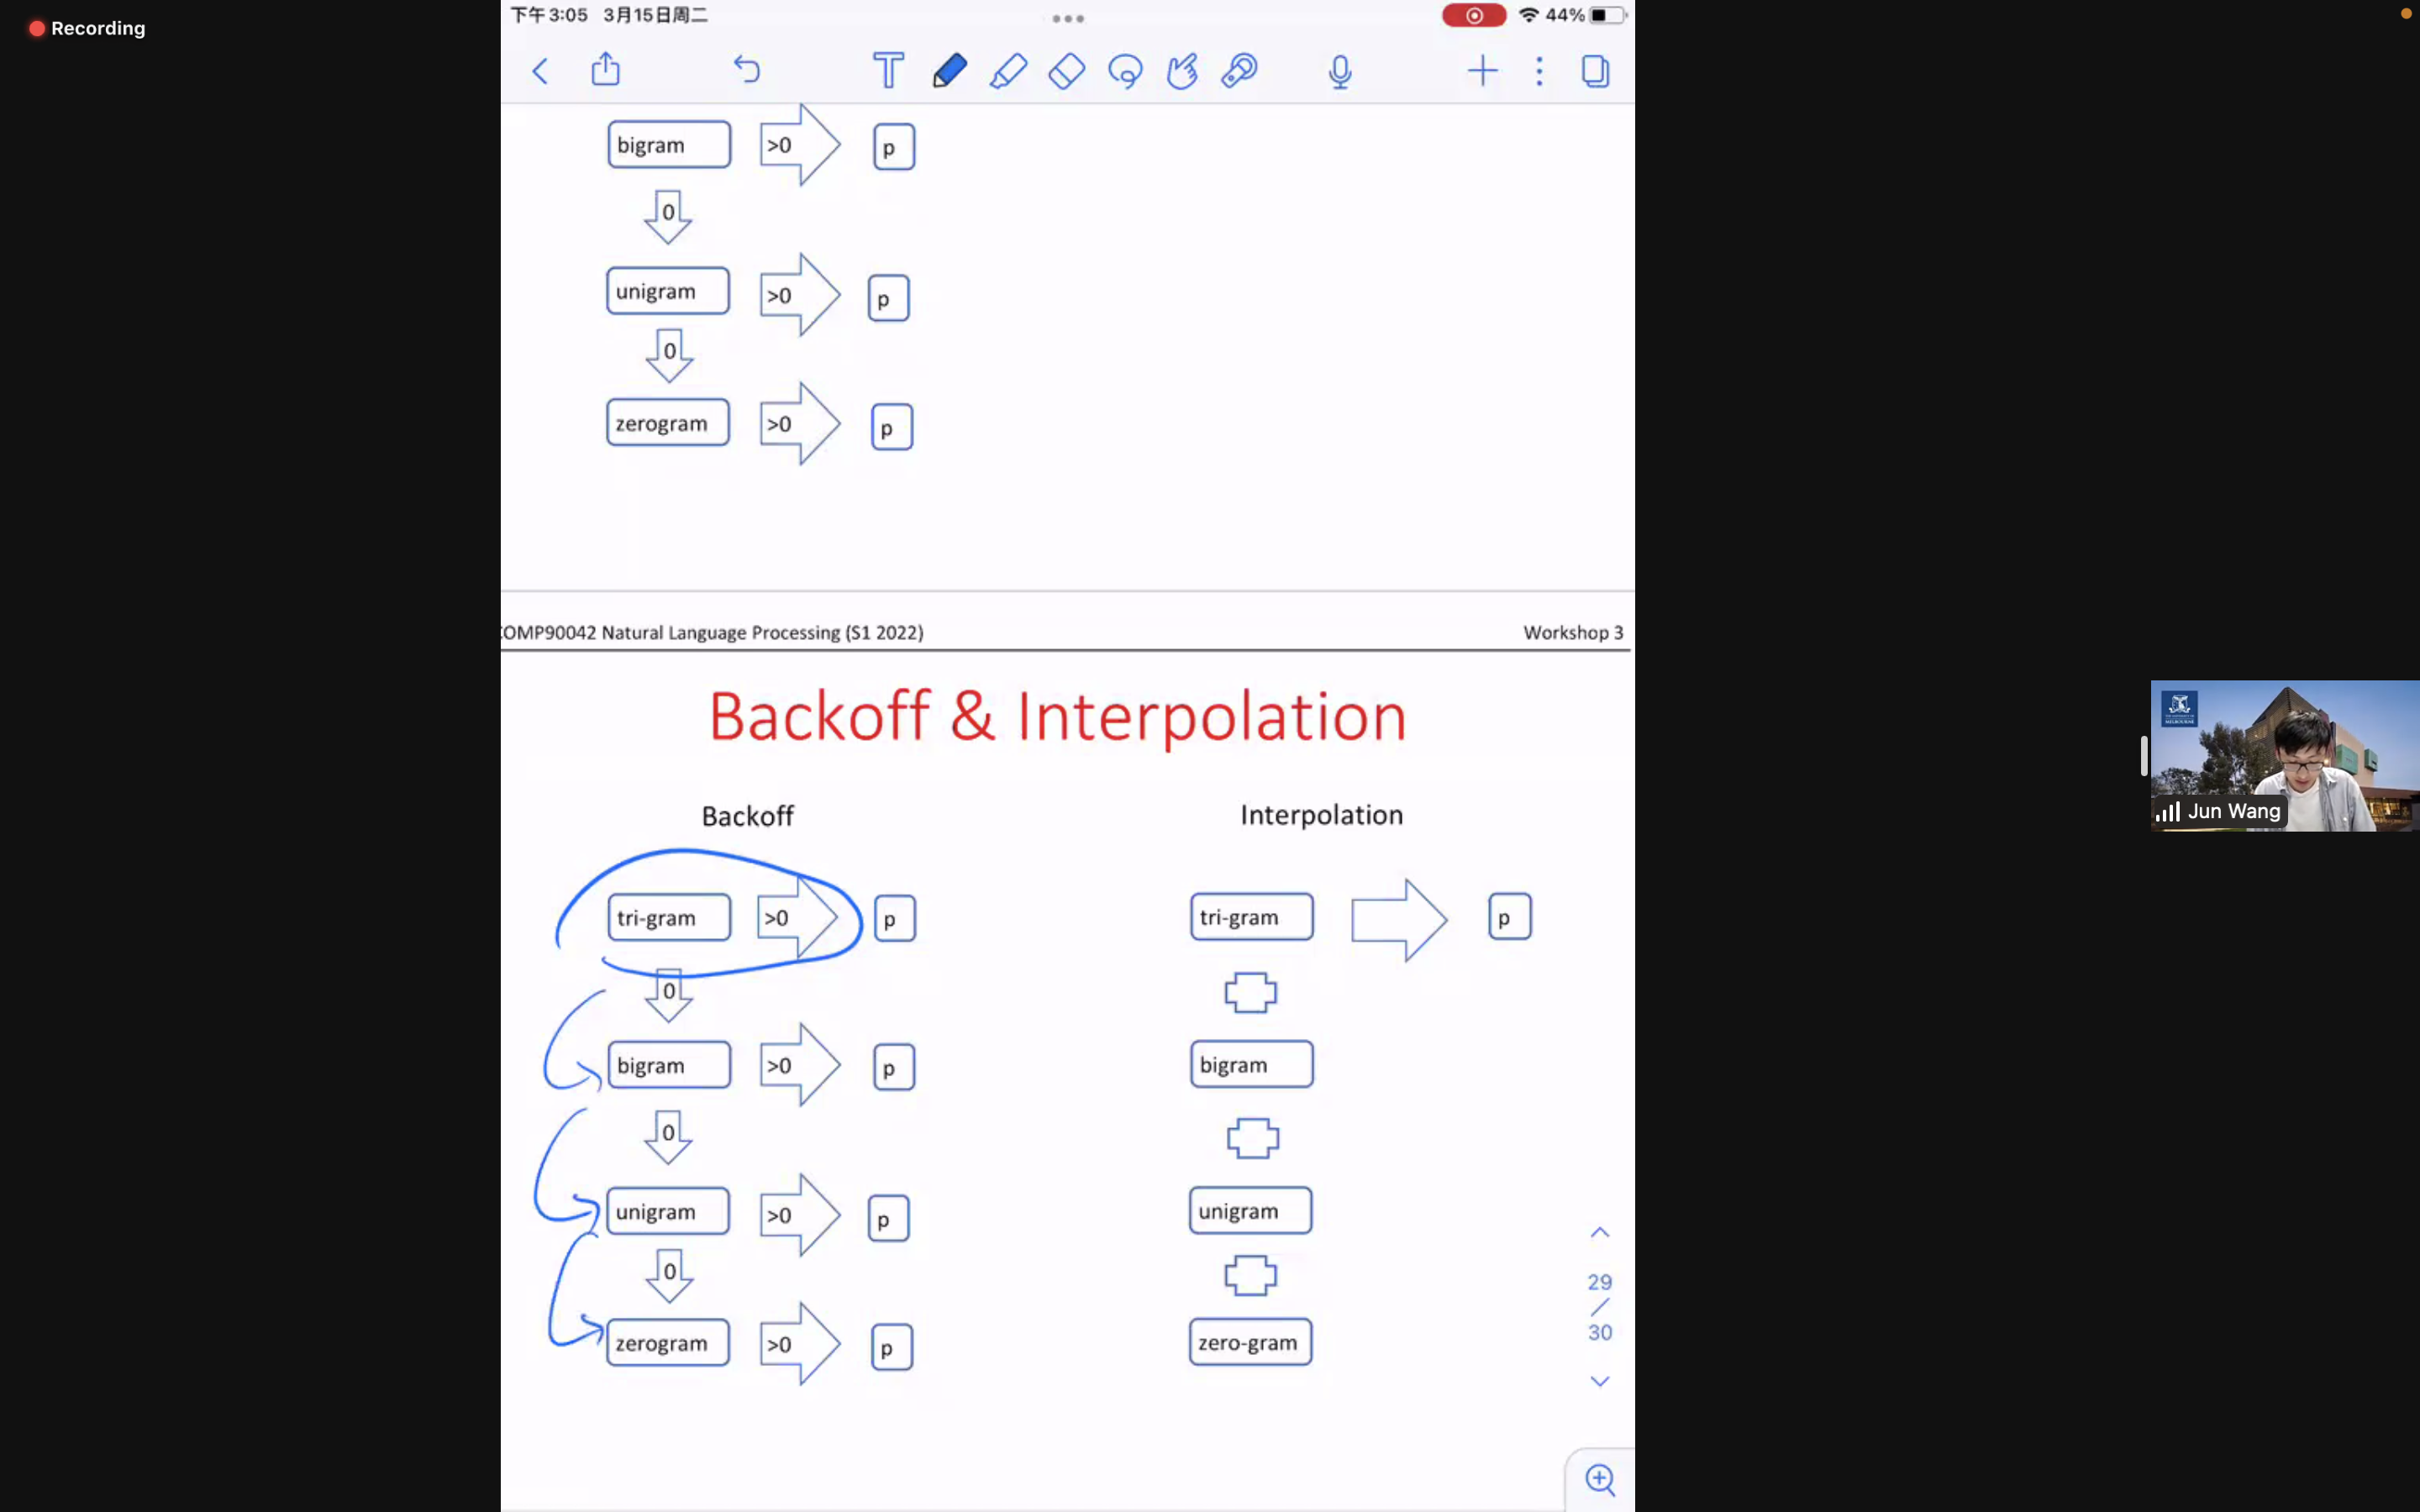 Recording
下午3:05 3月15日周二
44%
bigram >0 p
0
unigram >0 p
0
zerogram >0 p
OMP90042 Natural Language Processing (S1 2022) Workshop 3
Backoff & Interpolation
Backoff Interpolation
tri-gram >0 p tri-gram p
0
bigram >0 p bigram
0
unigram >0 p unigram
0
zerogram >0 p zero-gram
29
/
30
MELBOURNE
Jun Wang